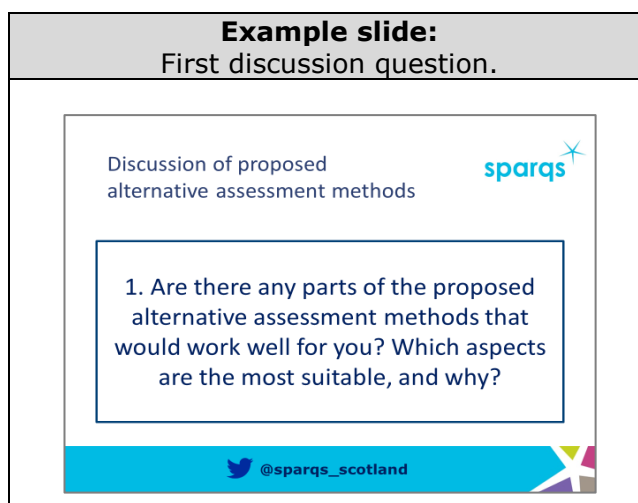 Example slide:
First discussion question.
Discussion of proposed
alternative assessment methods
sparqs
1. Are there any parts of the proposed
alternative assessment methods that
would work well for you? Which aspects
are the most suitable, and why?
@sparqs_scotland